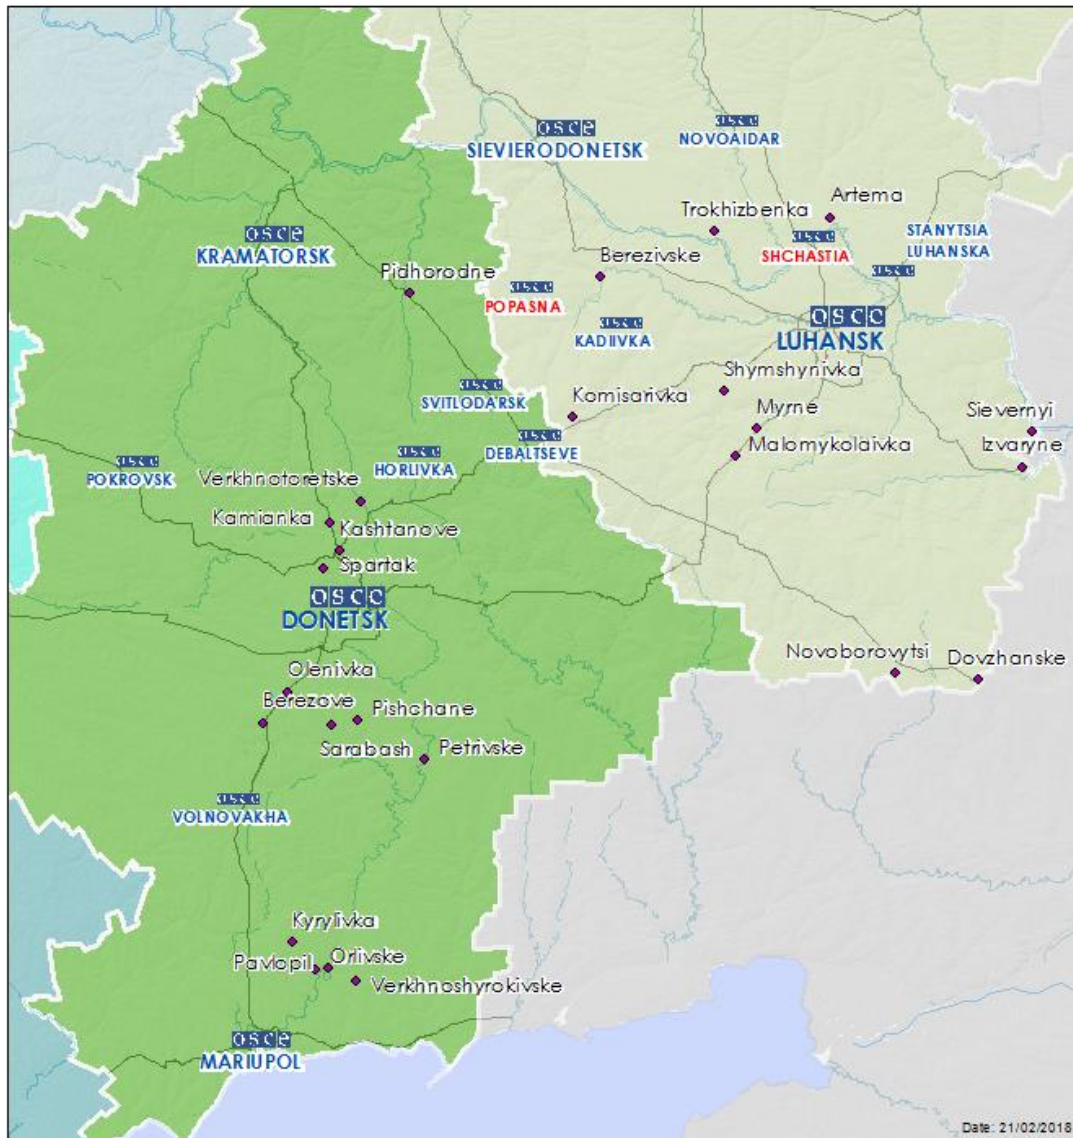 osce
SIEVIERODONETSK
osce
NOVOAIDAR
Artema
Trokhizbenka
osce
SHCHASTIA
STANYTSIA
LUHANSKA
osce
osce
KRAMATORSK
Berezivske
Pidhorodne
osce
POPASNA
osce
KADIIVKA
osce
LUHANSK
Shymshynivka
osce
SVITLODARSK
Komisarivka
Myrne
Sievernyi
osce
DEBALTSEVE
Malomykolaivka
Izvaryne
osce
HORLIVKA
osce
POKROVSK
Verkhnotoretske
Kamianka
Kashtanove
Spartak
osce
DONETSK
Olenivka
Novoborovytsi
Dovzhanske
Berezove
Pishchane
Sarabash
Petrivske
osce
VOLNOVAKHA
Kyrylivka
Pavlopil
Orlivske
Verkhnoshyrokivske
osce
MARIUPOL
Date: 21/02/2018